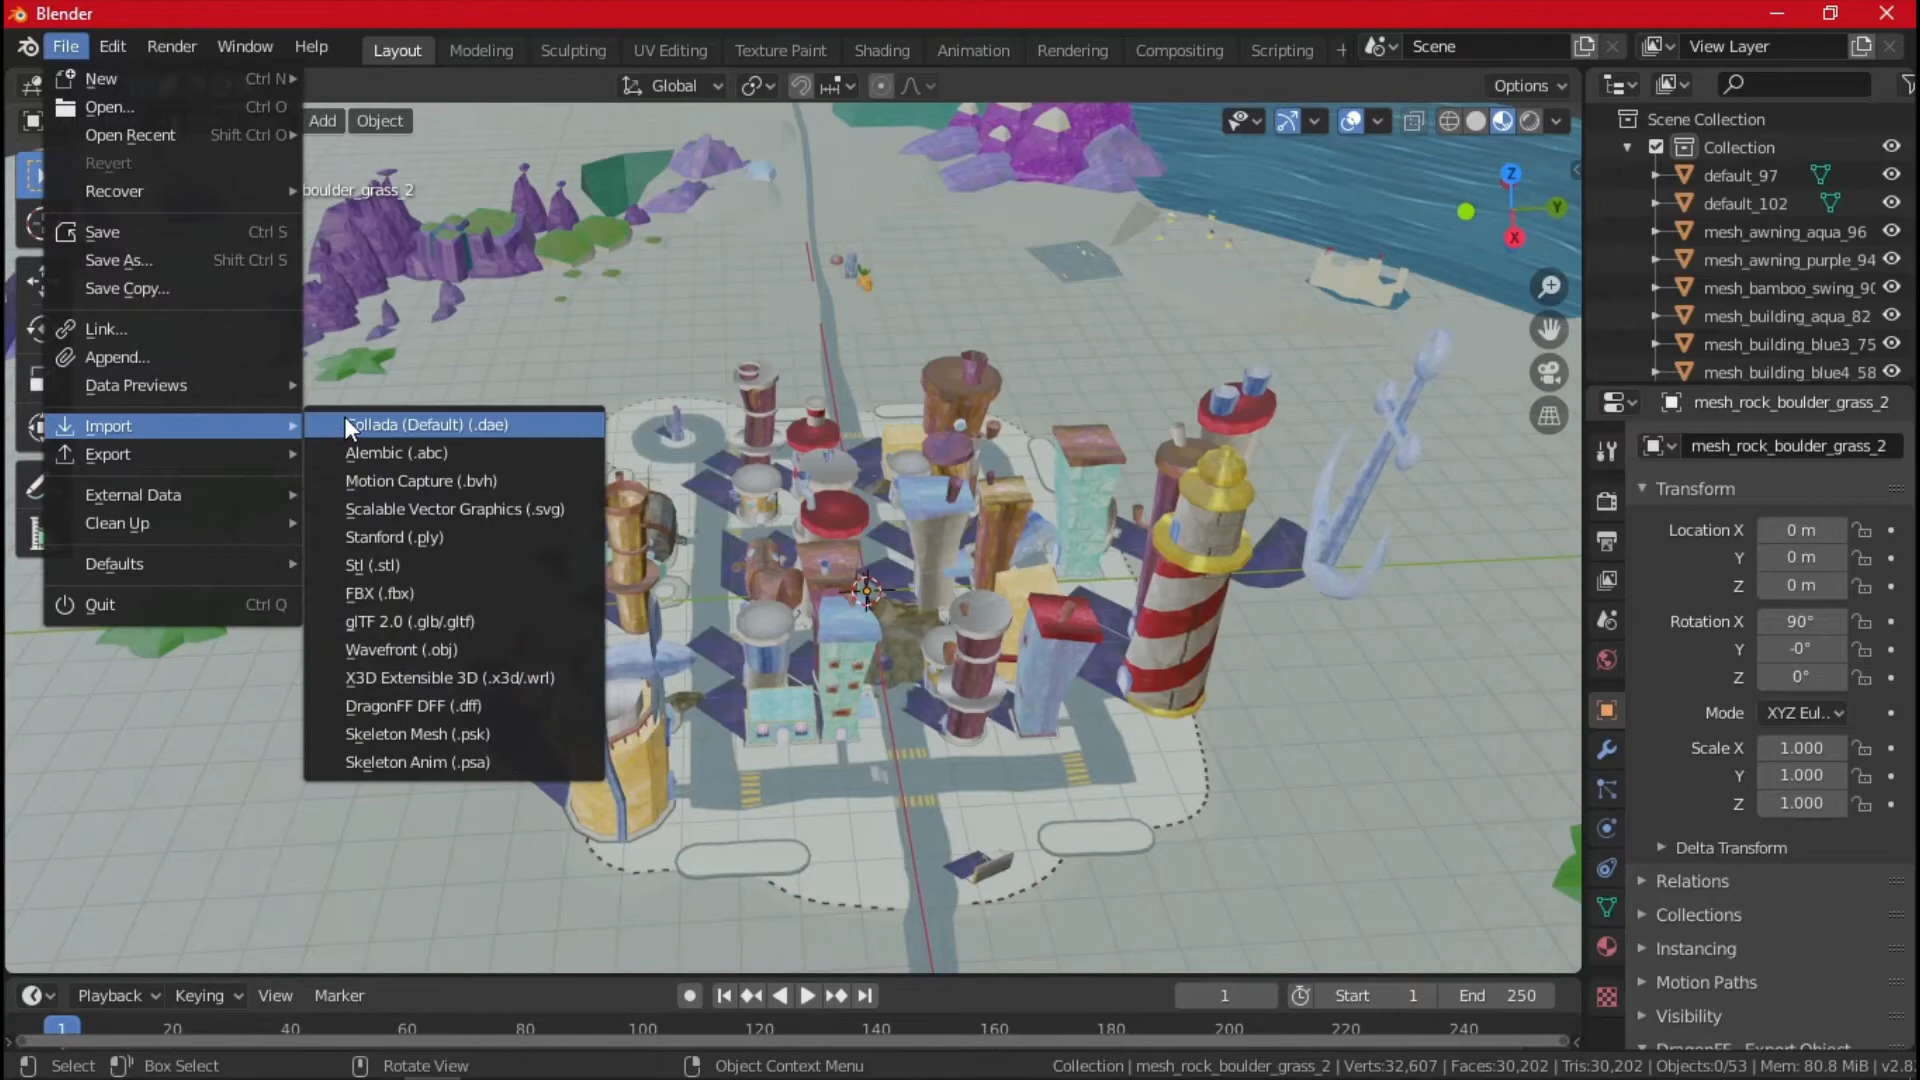 Blender
File Edit Render Window Help
Layout Modeling Sculpting UV Editing Texture Paint Shading Animation Rendering Compositing Scripting +
Scene
View Layer
Global
Options
Add Object
boulder_grass_2
New Ctrl N
Open... Ctrl O
Open Recent Shift Ctrl O
Revert
Recover
Save Ctrl S
Save As... Shift Ctrl S
Save Copy...
Link...
Append...
Data Previews
Import
Export
External Data
Clean Up
Defaults
Quit Ctrl Q
(Default) (.dae)
Alembic (.abc)
Motion Capture (.bvh)
Scalable Vector Graphics (.svg)
Stanford (.ply)
Stl (.stl)
FBX (.fbx)
glTF 2.0 (.glb/.gltf)
Wavefront (.obj)
X3D Extensible 3D (.x3d/.wrl)
DragonFF DFF (.dff)
Skeleton Mesh (.psk)
Skeleton Anim (.psa)
Z
Y
X
Scene Collection
Collection
default_97
default_102
mesh_awning_aqua_96
mesh_awning_purple_94
mesh_bamboo_swing_90
mesh_building_aqua_82
mesh_building_blue3_75
mesh_building_blue4_58
mesh_rock_boulder_grass_2
mesh_rock_boulder_grass_2
Transform
Location X 0 m
Y 0 m
Z 0 m
Rotation X 90°
Y -0°
Z 0°
Mode XYZ Eul..
Scale X 1.000
Y 1.000
Z 1.000
Delta Transform
Relations
Collections
Instancing
Motion Paths
Visibility
DragonFF - Export Object
Playback Keying View Marker
1
Start 1
End 250
1 20 40 60 80 100 120 140 160 180 200 220 240
Select Box Select Rotate View Object Context Menu
Collection | mesh_rock_boulder_grass_2 | Verts:32,607 | Faces:30,202 | Tris:30,202 | Objects:0/53 | Mem: 80.8 MiB | v2.8